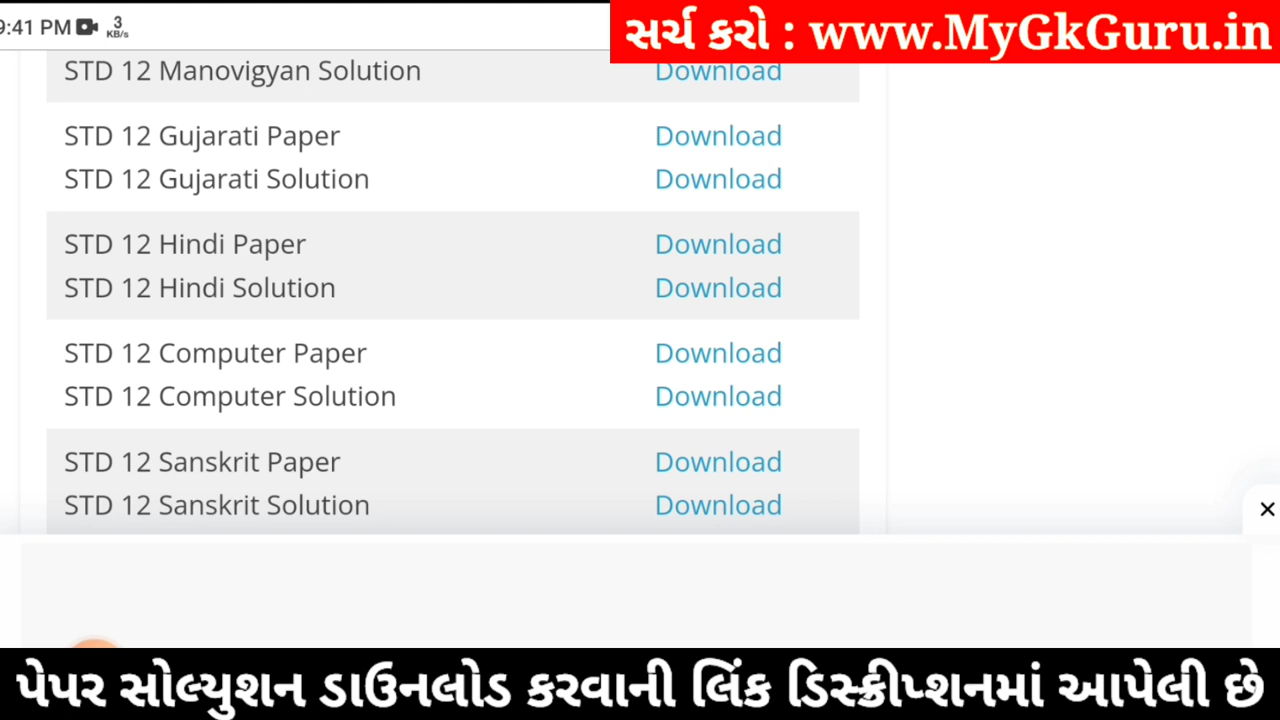 9:41 PM 3 KB/s
સર્ચ કરો : www.MyGkGuru.in
STD 12 Manovigyan Solution Download
STD 12 Gujarati Paper Download
STD 12 Gujarati Solution Download
STD 12 Hindi Paper Download
STD 12 Hindi Solution Download
STD 12 Computer Paper Download
STD 12 Computer Solution Download
STD 12 Sanskrit Paper Download
STD 12 Sanskrit Solution Download
પેપર સોલ્યુશન ડાઉનલોડ કરવાની લિંક ડિસ્ક્રીપ્શનમાં આપેલી છે